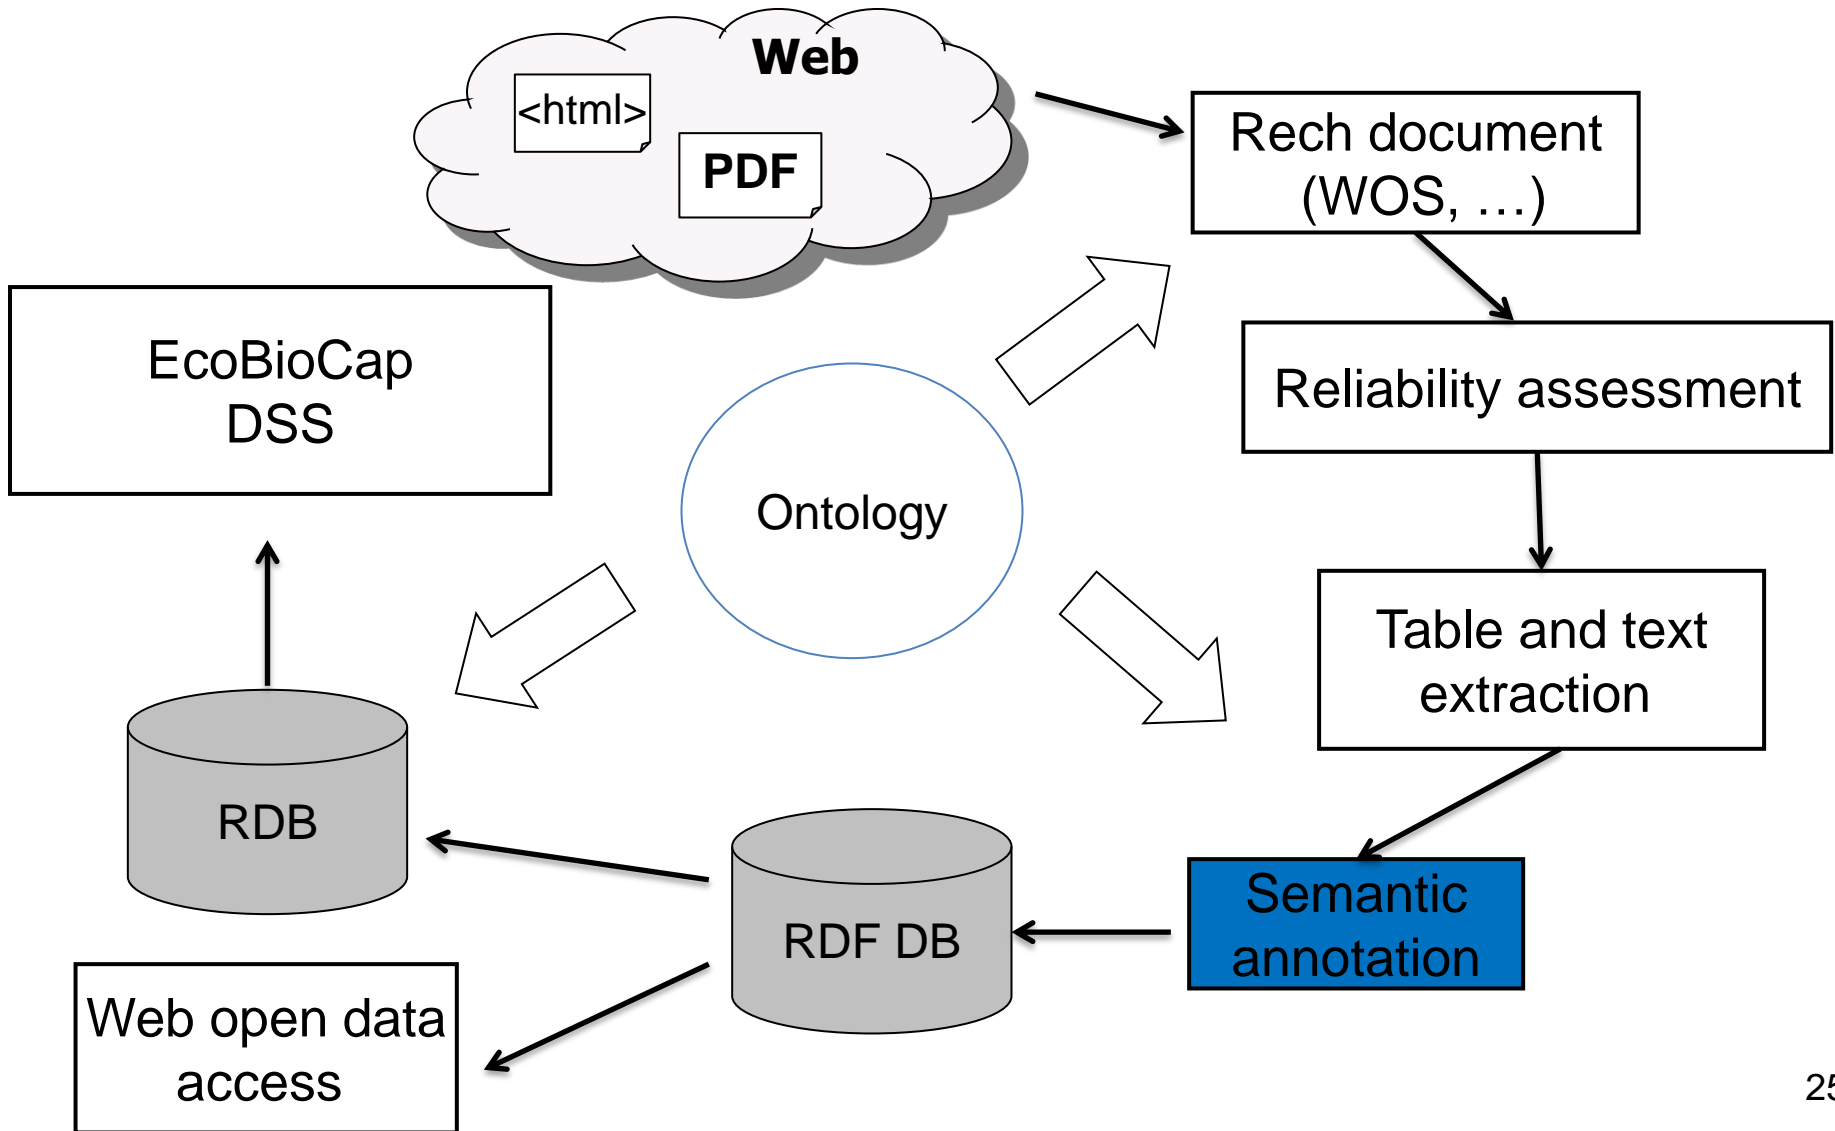 Web
<html>
PDF
Rech document
(WOS, …)
EcoBioCap
DSS
Reliability assessment
Ontology
Table and text
extraction
RDB
RDF DB
Semantic
annotation
Web open data
access
25